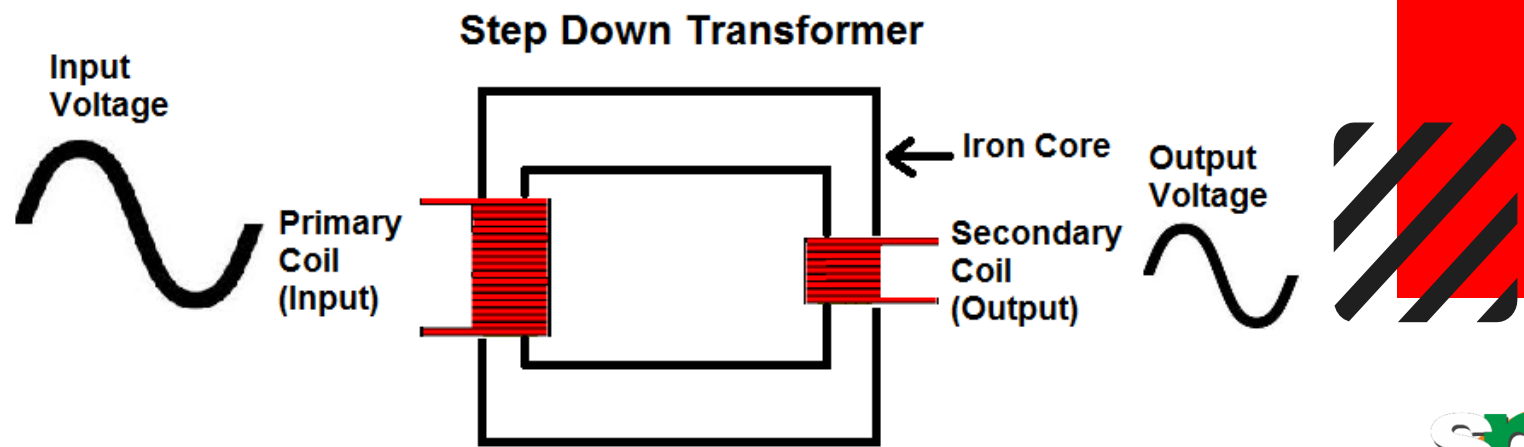 Step Down Transformer
Input
Voltage
Iron Core
Output
Voltage
Primary
Coil
(Input)
Secondary
Coil
(Output)